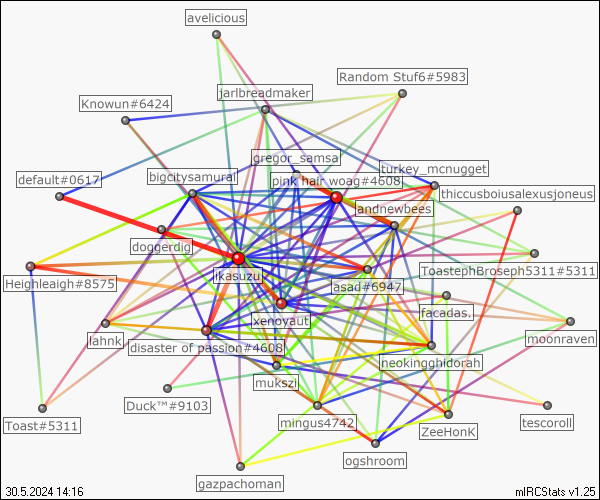 avelicious
Random Stuf6#5983
jarlbreadmaker
Knowun#6424
gregor_samsa
turkey_mcnugget
default#0617
bigcitysamurai
pink hair woag#4608
thiccusboiusalexusjoneus
andnewbees
doggerdig
ikasuzu
ToastephBroseph5311#5311
Heighleaigh#8575
asad#6947
xenoyaut
facadas.
lahnk
disaster of passion#4608
moonraven
neokingghidorah
mukszi
Duck™#9103
Toast#5311
mingus4742
ZeeHonK
tescoroll
ogshroom
gazpachoman
30.5.2024 14:16
mIRCStats v1.25